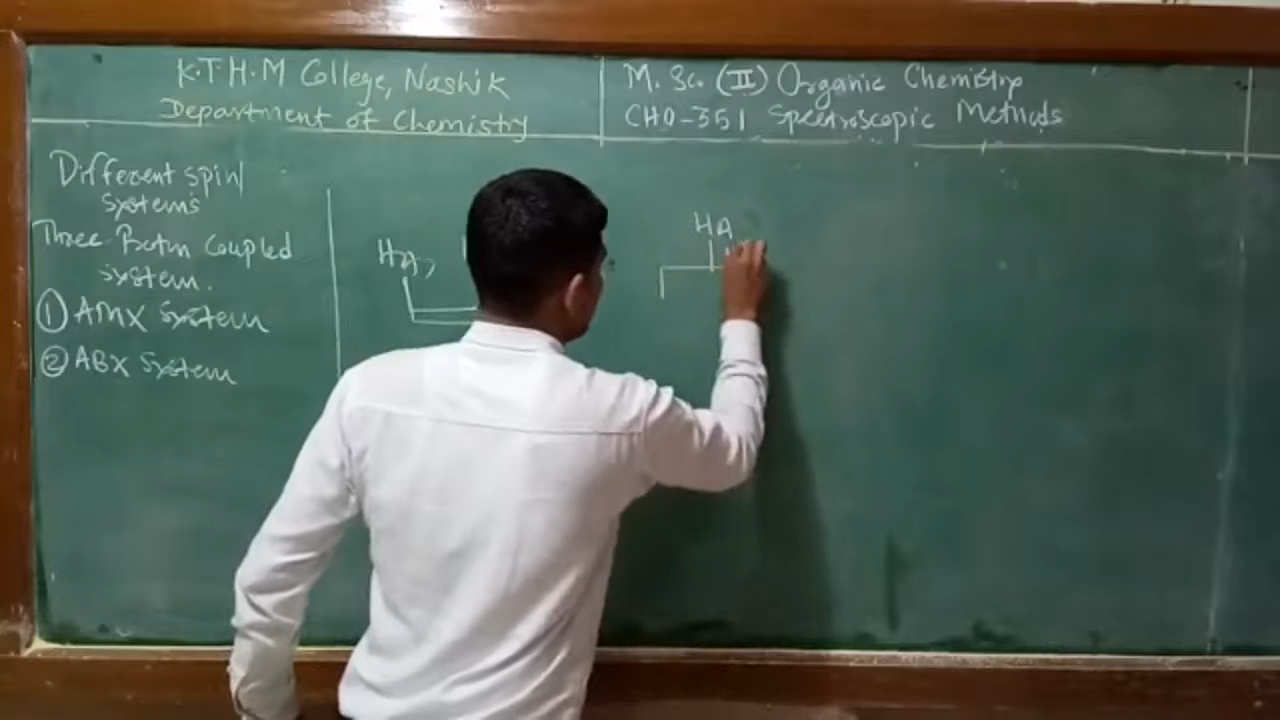 K.T.H.M College, Nashik
Department of Chemistry
M. Sc. (II) Organic Chemistry
CHO-351 Spectroscopic Methods
Different spin
systems
Three Proton Coupled
system.
① AMX System
② ABX System
HA,
HA